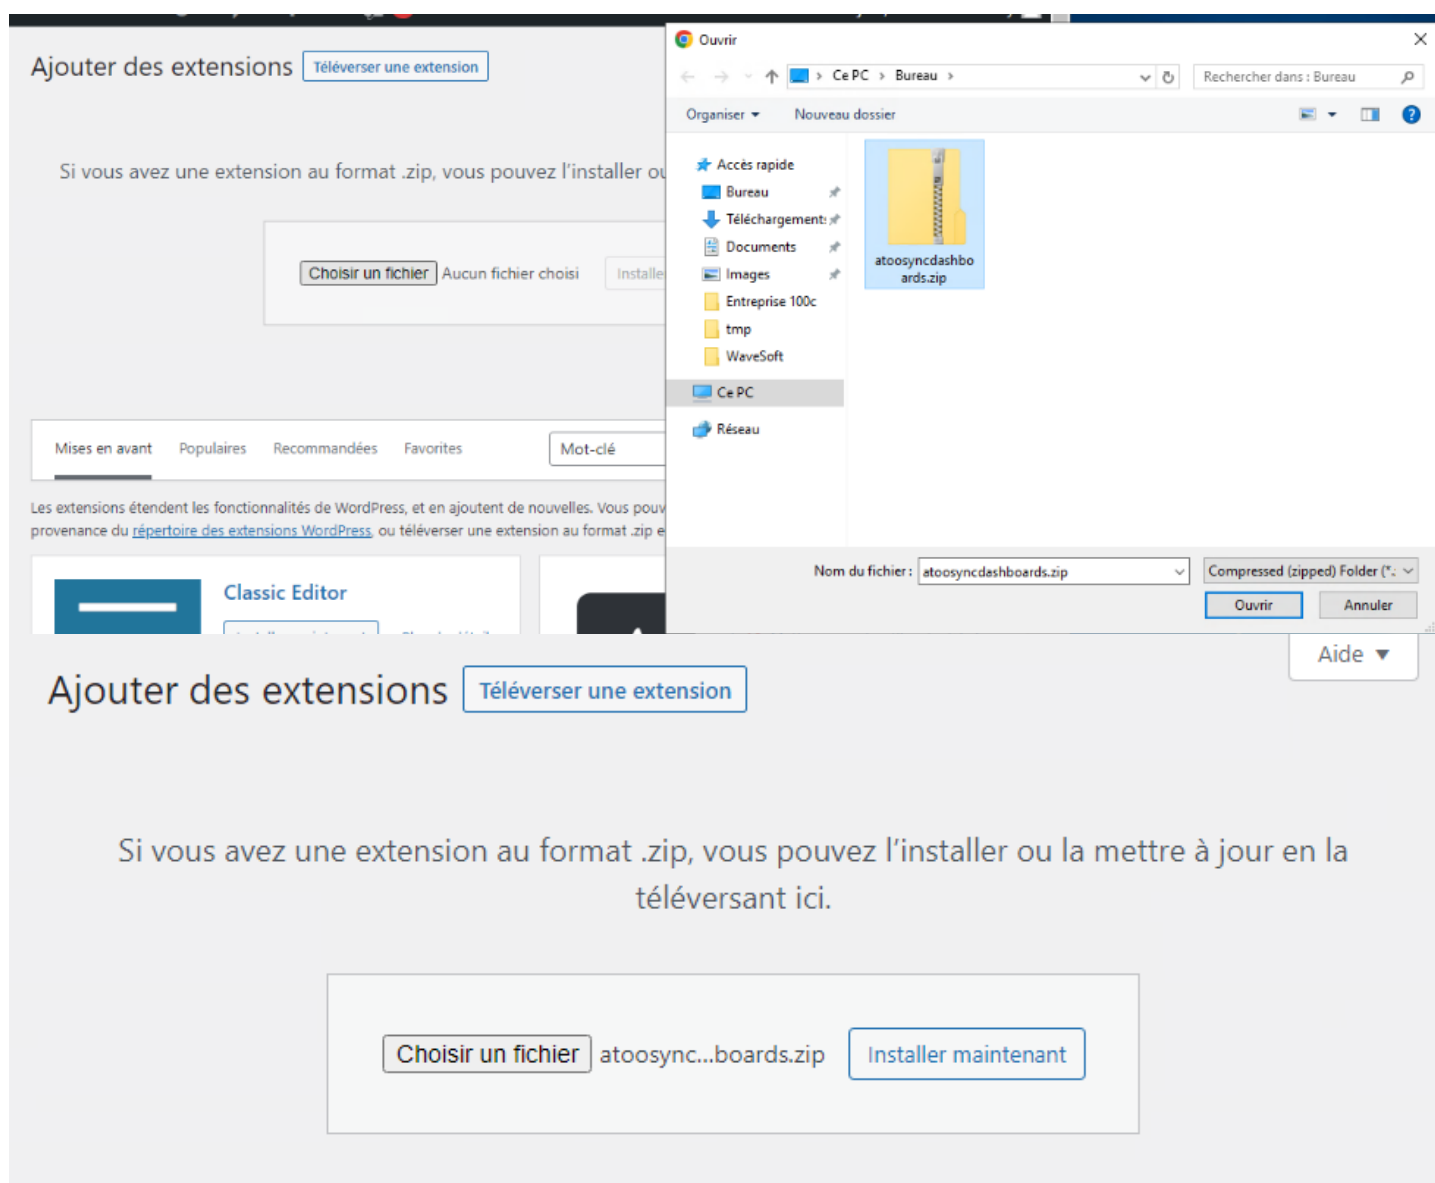 Ajouter des extensions Téléverser une extension
Si vous avez une extension au format .zip, vous pouvez l'installer ou
Choisir un fichier Aucun fichier choisi Installe
Mises en avant Populaires Recommandées Favorites Mot-clé
Les extensions étendent les fonctionnalités de WordPress, et en ajoutent de nouvelles. Vous pouv
provenance du répertoire des extensions WordPress, ou téléverser une extension au format .zip e
Classic Editor
Ouvrir
Ce PC > Bureau >
Rechercher dans : Bureau
Organiser Nouveau dossier
Accès rapide
Bureau
Téléchargement:
Documents
Images
Entreprise 100c
tmp
WaveSoft
Ce PC
Réseau
atoosyncdashbo
ards.zip
Nom du fichier : atoosyncdashboards.zip Compressed (zipped) Folder (*.:
Ouvrir Annuler
Aide ▼
Ajouter des extensions Téléverser une extension
Si vous avez une extension au format .zip, vous pouvez l'installer ou la mettre à jour en la
téléversant ici.
Choisir un fichier atoosync...boards.zip Installer maintenant